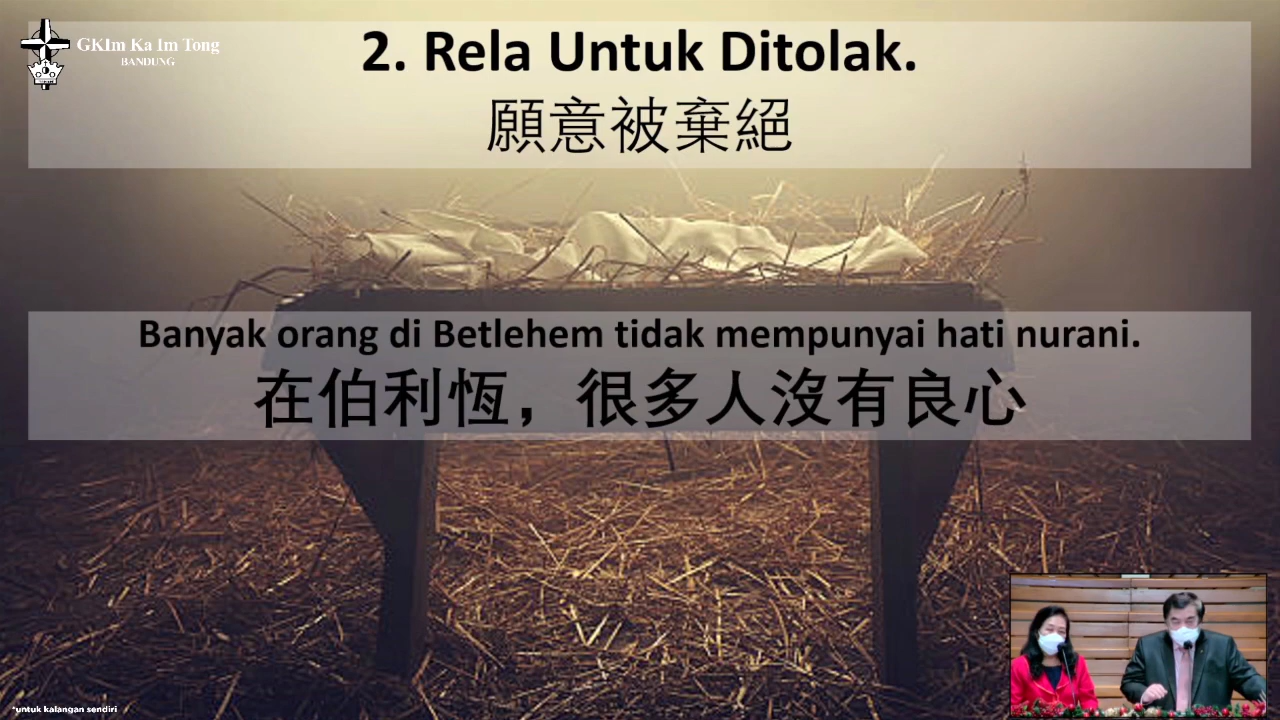 GKIm Ka Im Tong
BANDUNG
2. Rela Untuk Ditolak.
願意被棄絕
Banyak orang di Betlehem tidak mempunyai hati nurani.
在伯利恆，很多人沒有良心
*untuk kalangan sendiri